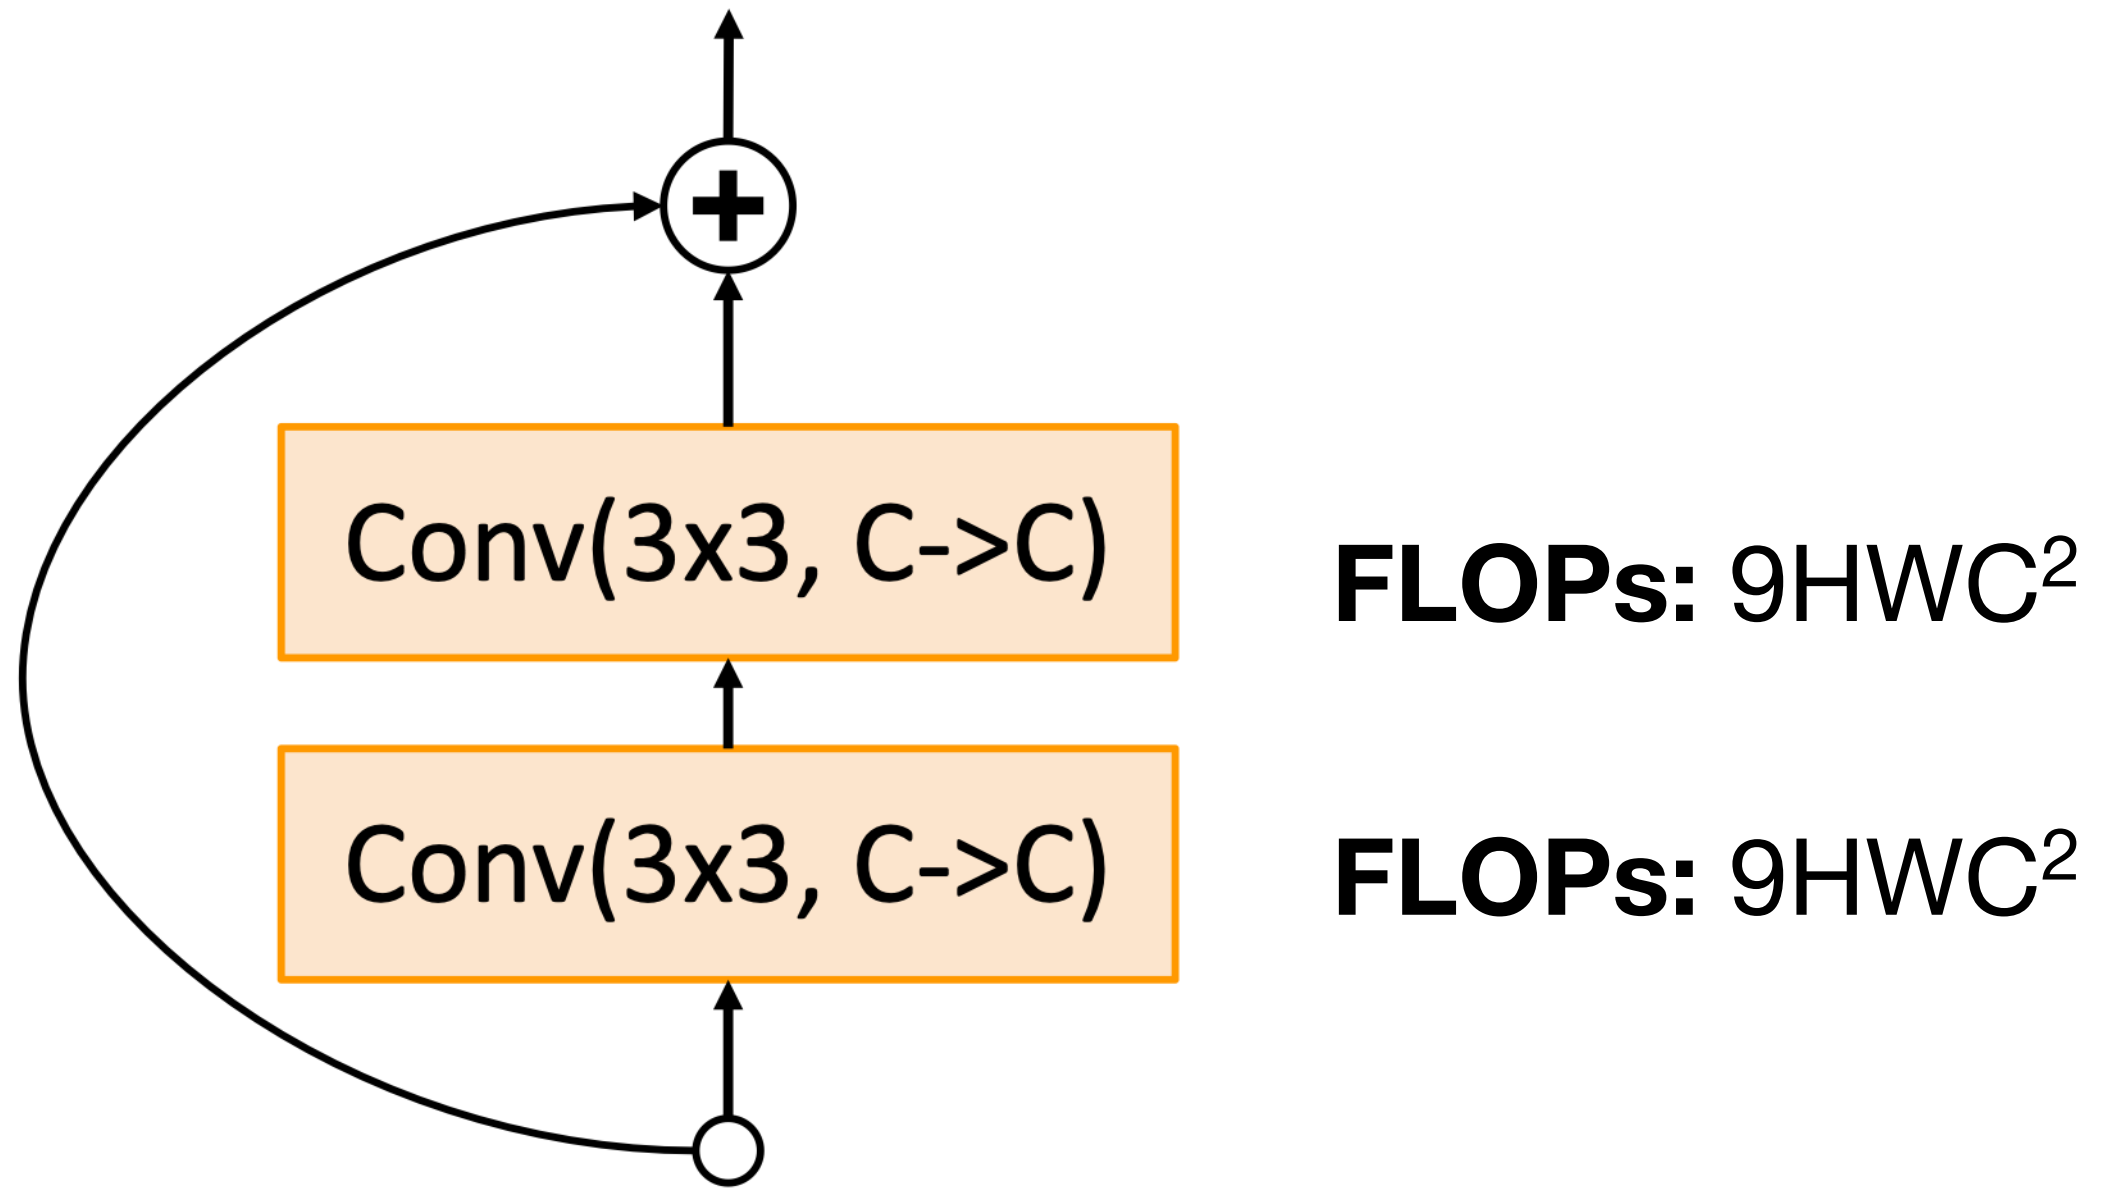 +
Conv(3x3, C->C)
FLOPs: 9HWC²
Conv(3x3, C->C)
FLOPs: 9HWC²